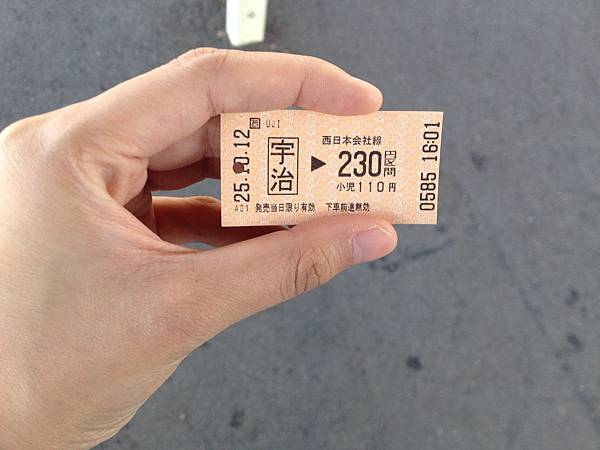 25.10.12
西 UJI
宇治
西日本会社線
▶ 230円区間
小児110円
A01 発売当日限り有効 下車前途無効
0585 16:01